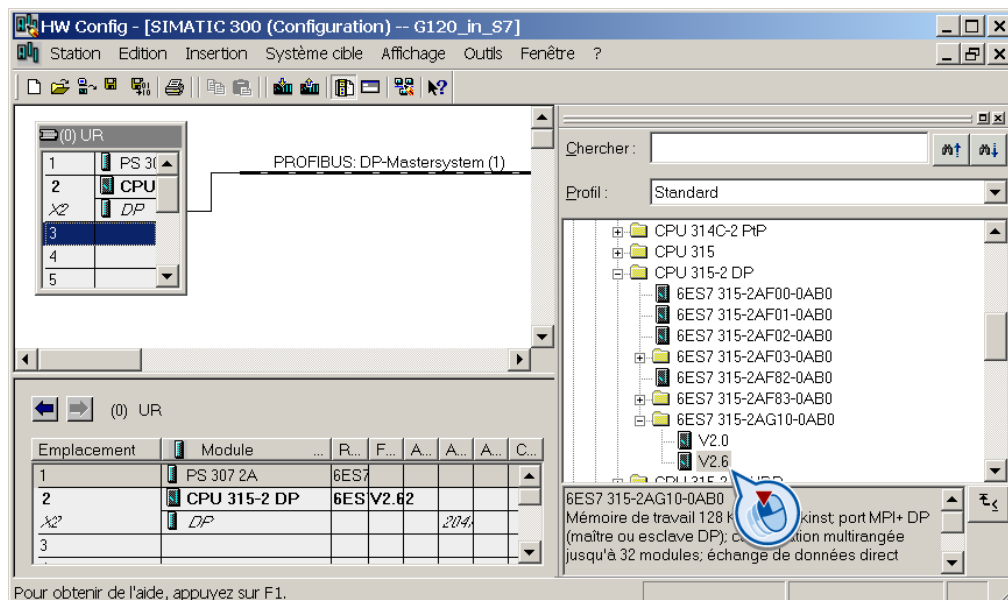 HW Config - [SIMATIC 300 (Configuration) -- G120_in_S7]
Station Edition Insertion Système cible Affichage Outils Fenêtre ?
(0) UR
1 PS 30
2 CPU
X2 DP
3
4
5
PROFIBUS: DP-Mastersystem (1)
Chercher :
Profil : Standard
CPU 314C-2 PtP
CPU 315
CPU 315-2 DP
6ES7 315-2AF00-0AB0
6ES7 315-2AF01-0AB0
6ES7 315-2AF02-0AB0
6ES7 315-2AF03-0AB0
6ES7 315-2AF82-0AB0
6ES7 315-2AF83-0AB0
6ES7 315-2AG10-0AB0
V2.0
V2.6
6ES7 315-2AG10-0AB0
Mémoire de travail 128 kinst; port MPI+ DP
(maître ou esclave DP); multirangée
jusqu'à 32 modules; échange de données direct
(0) UR
Emplacement Module ... R... F... A... A... A... C...
1 PS 307 2A 6ES7
2 CPU 315-2 DP 6ES V2.6 2
X2 DP 204
3
Pour obtenir de l'aide, appuyez sur F1.